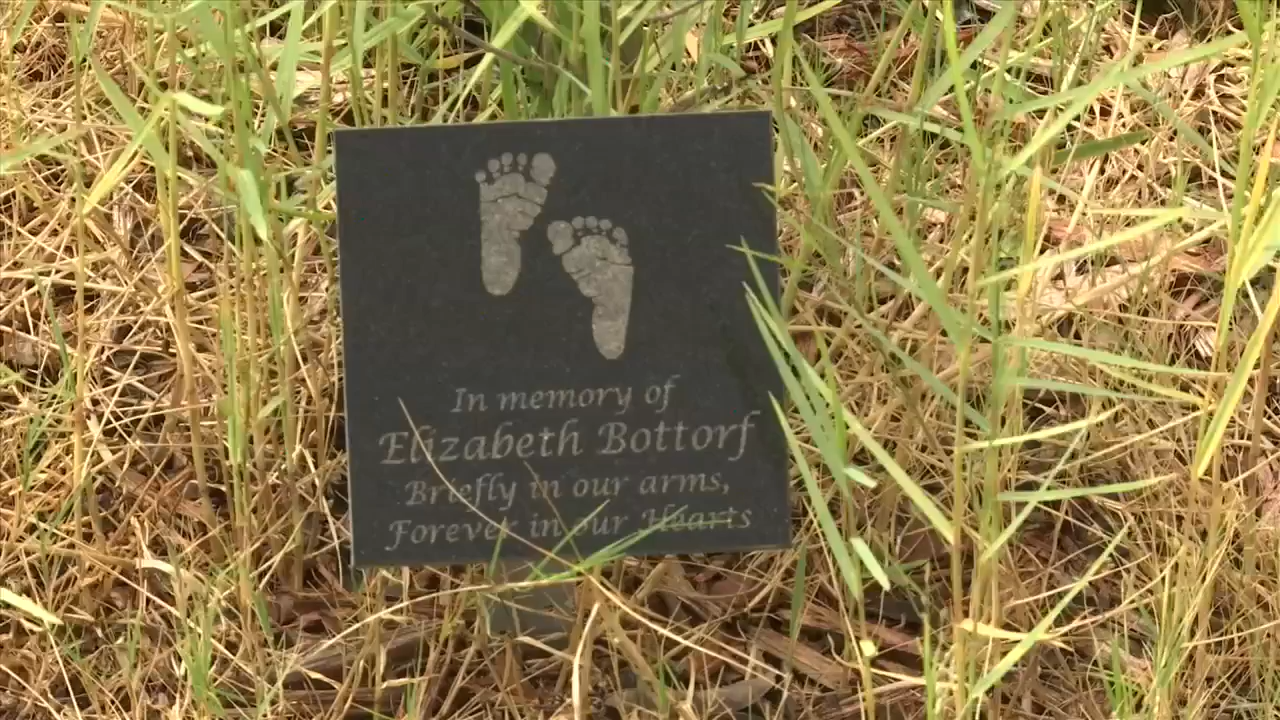 In memory of
Elizabeth Bottorf
Briefly in our arms,
Forever in our Hearts